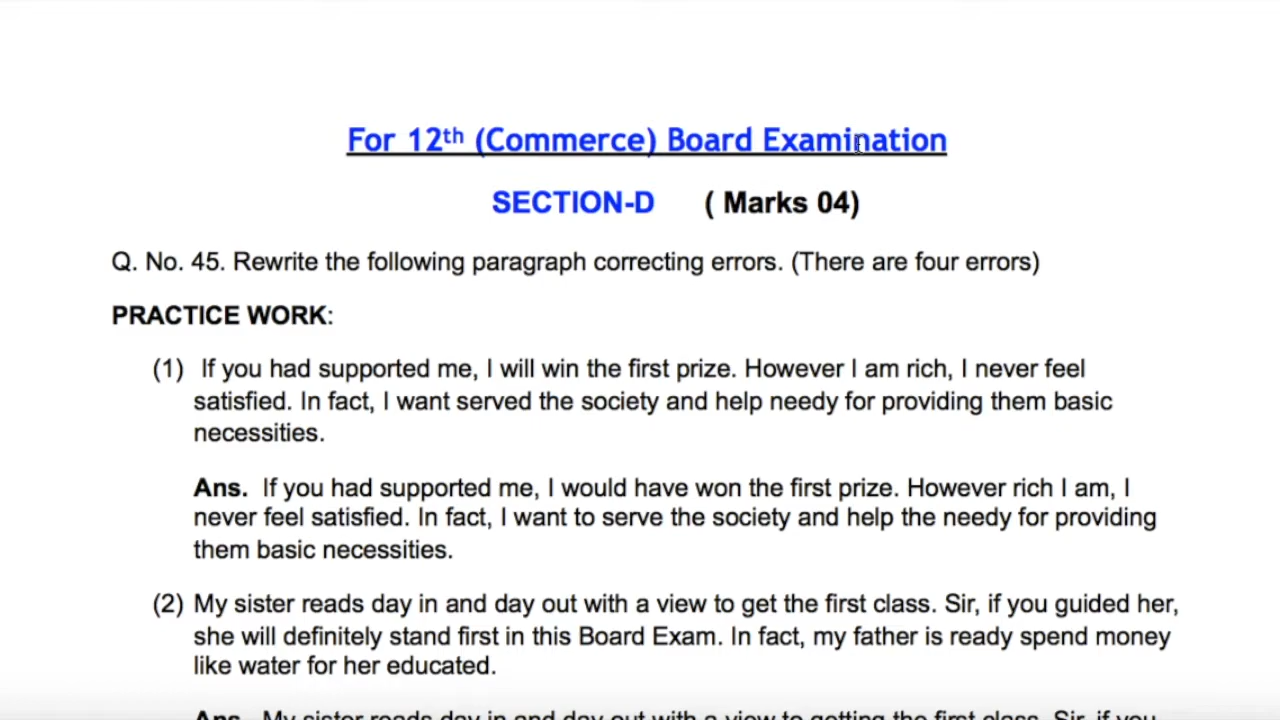 For 12th (Commerce) Board Examination
SECTION-D ( Marks 04)
Q. No. 45. Rewrite the following paragraph correcting errors. (There are four errors)
PRACTICE WORK:
(1) If you had supported me, I will win the first prize. However I am rich, I never feel
satisfied. In fact, I want served the society and help needy for providing them basic
necessities.
Ans. If you had supported me, I would have won the first prize. However rich I am, I
never feel satisfied. In fact, I want to serve the society and help the needy for providing
them basic necessities.
(2) My sister reads day in and day out with a view to get the first class. Sir, if you guided her,
she will definitely stand first in this Board Exam. In fact, my father is ready spend money
like water for her educated.
Ans. My sister reads day in and day out with a view to getting the first class. Sir, if you